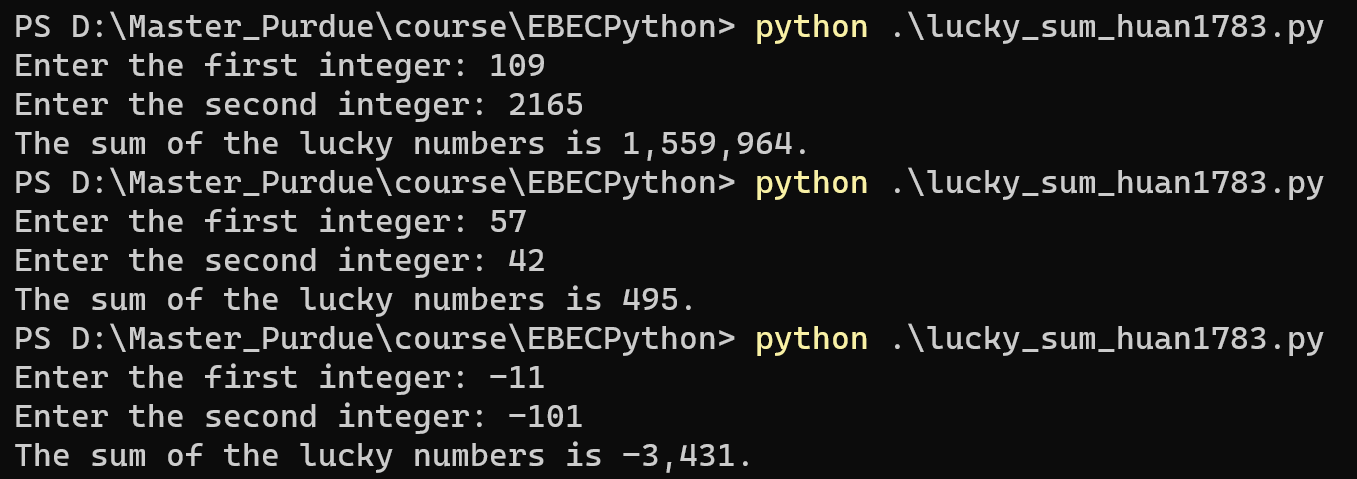 PS D:\Master_Purdue\course\EBECPython> python .\lucky_sum_huan1783.py
Enter the first integer: 109
Enter the second integer: 2165
The sum of the lucky numbers is 1,559,964.
PS D:\Master_Purdue\course\EBECPython> python .\lucky_sum_huan1783.py
Enter the first integer: 57
Enter the second integer: 42
The sum of the lucky numbers is 495.
PS D:\Master_Purdue\course\EBECPython> python .\lucky_sum_huan1783.py
Enter the first integer: -11
Enter the second integer: -101
The sum of the lucky numbers is -3,431.